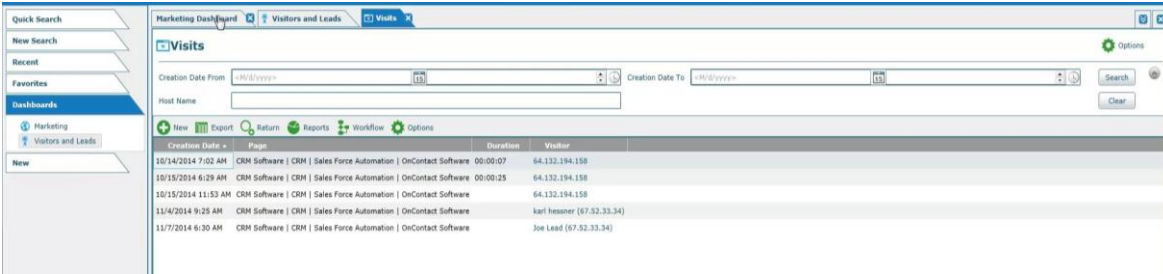 Quick Search
New Search
Recent
Favorites
Dashboards
Marketing
Visitors and Leads
New
Marketing Dashboard Visitors and Leads Visits
Visits
Options
Creation Date From <M/d/yyyy> 15 Creation Date To <M/d/yyyy> 15 Search
Host Name Clear
New Export Return Reports Workflow Options
Creation Date Page Duration Visitor
10/14/2014 7:02 AM CRM Software | CRM | Sales Force Automation | OnContact Software 00:00:07 64.132.194.158
10/15/2014 6:29 AM CRM Software | CRM | Sales Force Automation | OnContact Software 00:00:25 64.132.194.158
10/15/2014 11:53 AM CRM Software | CRM | Sales Force Automation | OnContact Software 64.132.194.158
11/4/2014 9:25 AM CRM Software | CRM | Sales Force Automation | OnContact Software karl hessner (67.52.33.34)
11/7/2014 6:30 AM CRM Software | CRM | Sales Force Automation | OnContact Software Joe Lead (67.52.33.34)